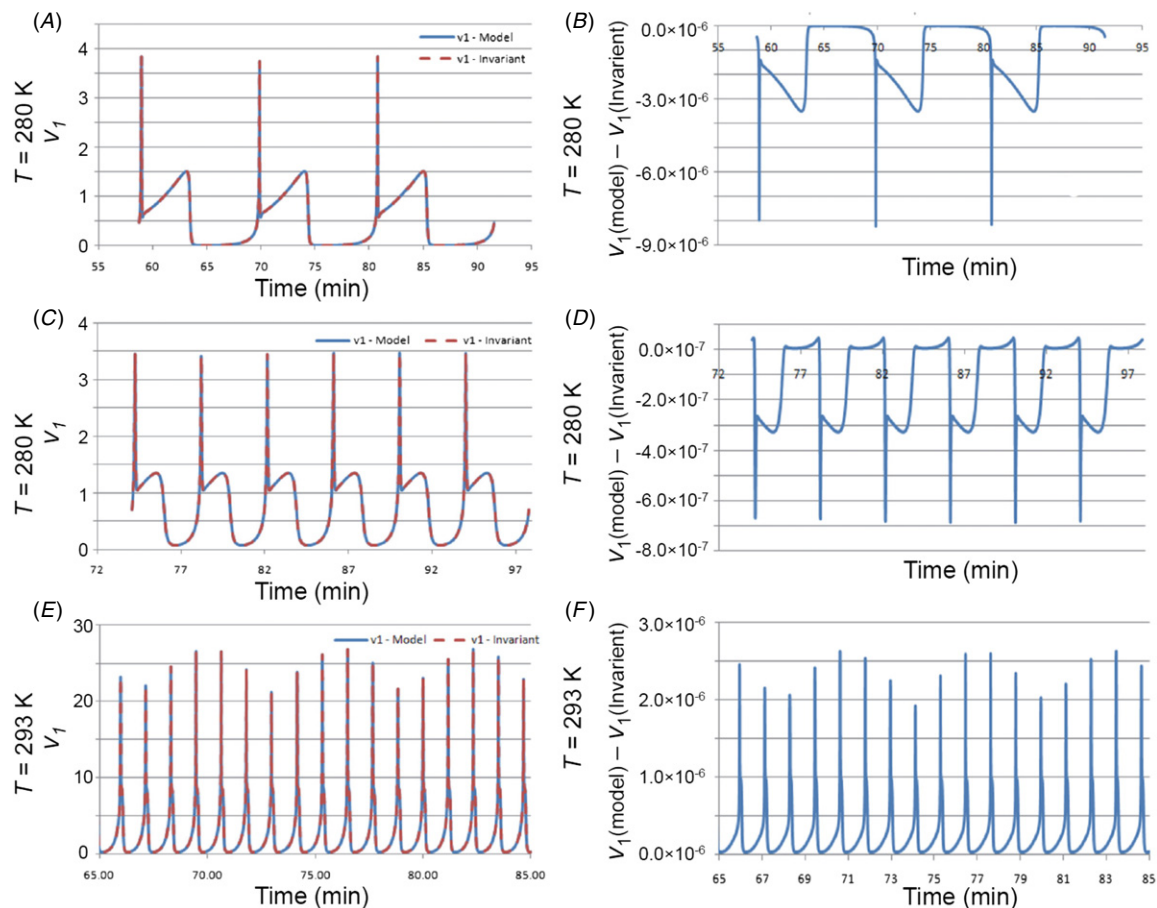 (A)
v1 - Model
v1 - Invariant
T = 280 K
V1
4
3
2
1
0
55 60 65 70 75 80 85 90 95
Time (min)
(B)
T = 280 K
V1(model) – V1(Invarient)
0.0×10-6
-3.0×10-6
-6.0×10-6
-9.0×10-6
55 60 65 70 75 80 85 90 95
Time (min)
(C)
v1 - Model v1 - Invariant
T = 280 K
V1
4
3
2
1
0
72 77 82 87 92 97
Time (min)
(D)
T = 280 K
V1(model) – V1(Invarient)
0.0×10-7
-2.0×10-7
-4.0×10-7
-6.0×10-7
-8.0×10-7
72 77 82 87 92 97
Time (min)
(E)
v1 - Model v1 - Invariant
T = 293 K
V1
30
20
10
0
65.00 70.00 75.00 80.00 85.00
Time (min)
(F)
T = 293 K
V1(model) – V1(Invarient)
3.0×10-6
2.0×10-6
1.0×10-6
0.0×10-6
65 67 69 71 73 75 77 79 81 83 85
Time (min)